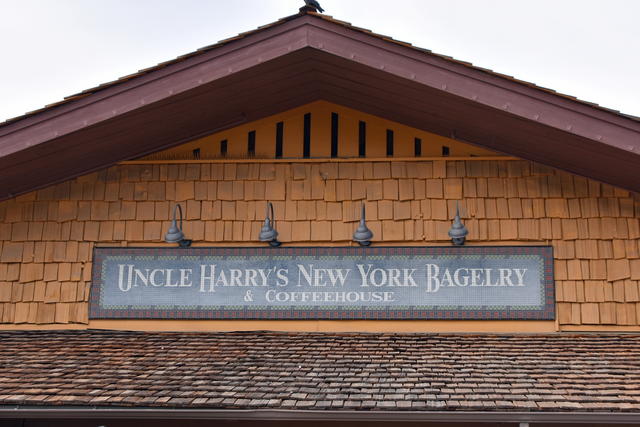 UNCLE HARRY'S NEW YORK BAGELRY
& COFFEEHOUSE